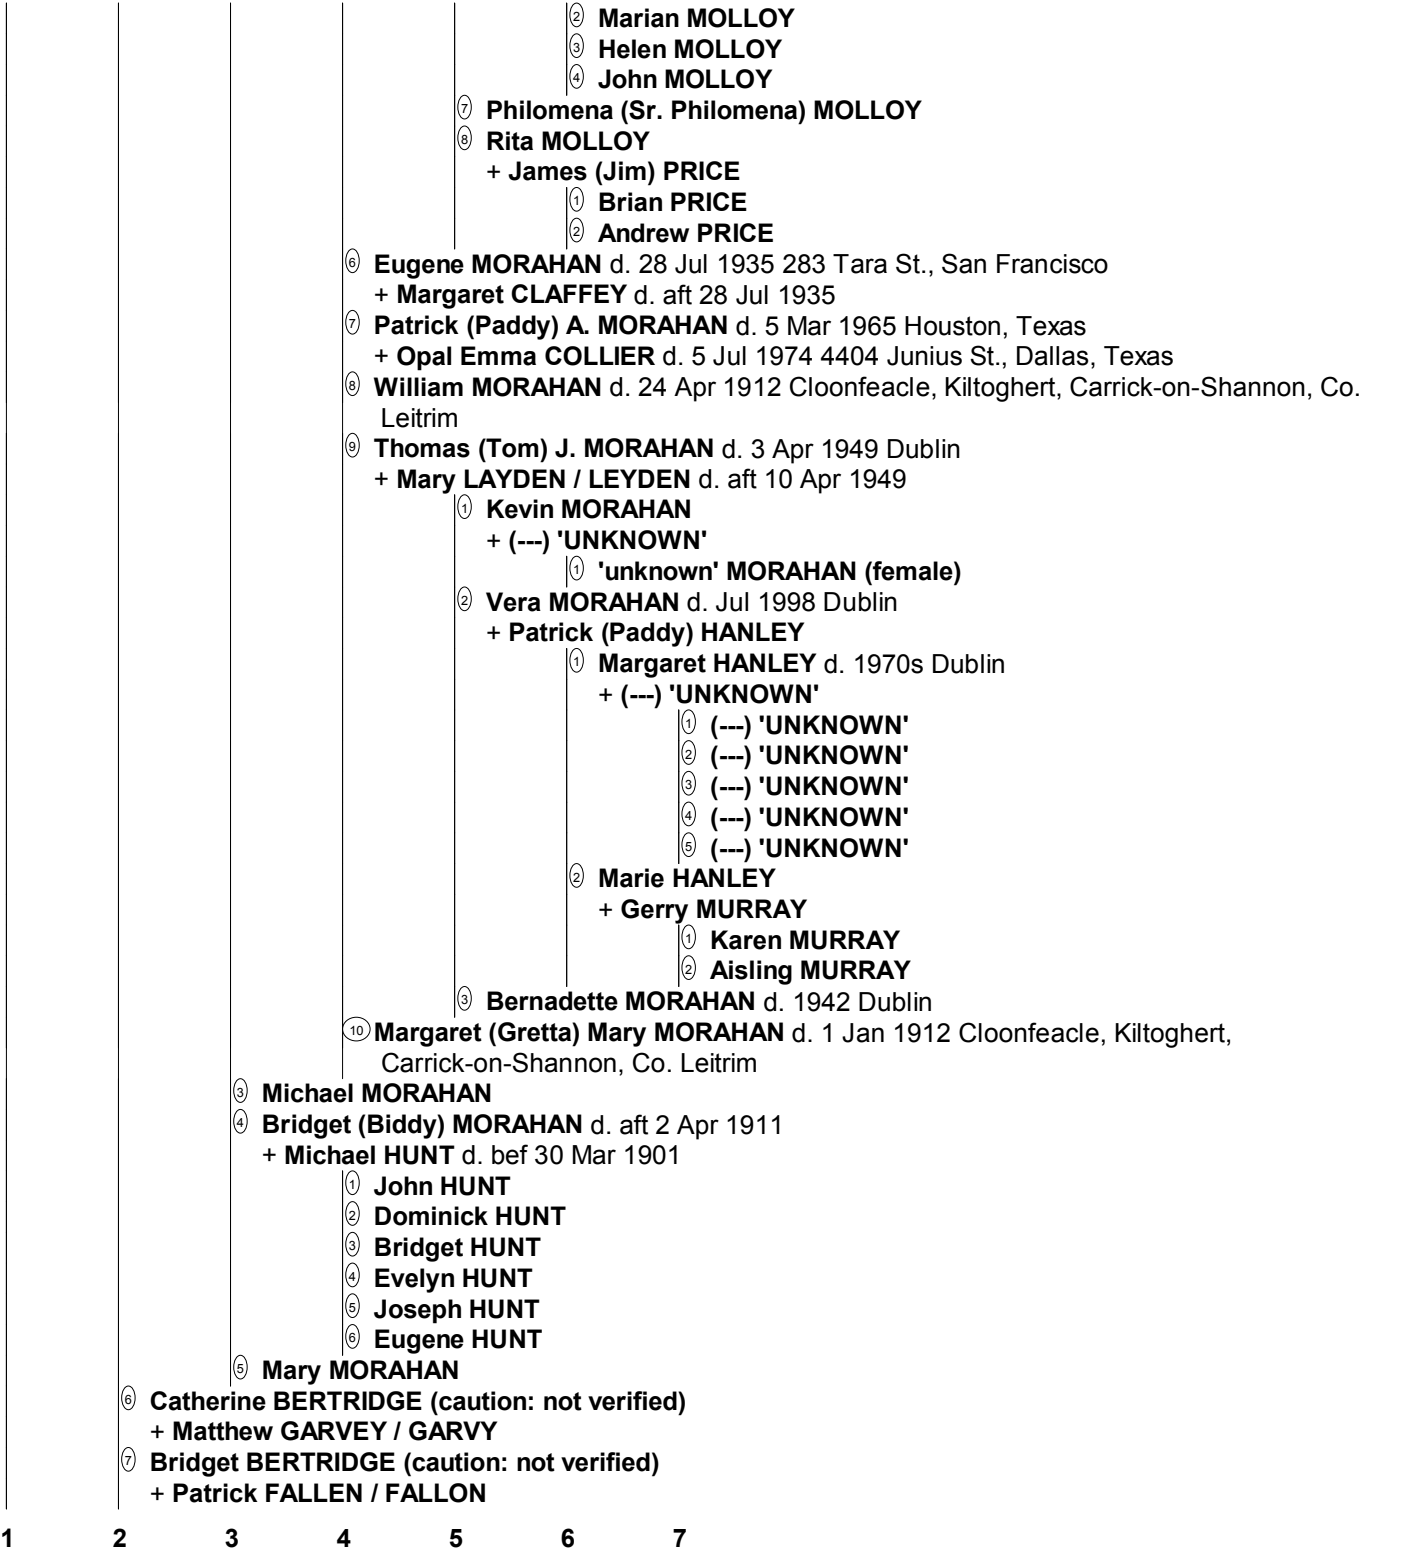 2 Marian MOLLOY
3 Helen MOLLOY
4 John MOLLOY
7 Philomena (Sr. Philomena) MOLLOY
8 Rita MOLLOY
+ James (Jim) PRICE
1 Brian PRICE
2 Andrew PRICE
6 Eugene MORAHAN d. 28 Jul 1935 283 Tara St., San Francisco
+ Margaret CLAFFEY d. aft 28 Jul 1935
7 Patrick (Paddy) A. MORAHAN d. 5 Mar 1965 Houston, Texas
+ Opal Emma COLLIER d. 5 Jul 1974 4404 Junius St., Dallas, Texas
8 William MORAHAN d. 24 Apr 1912 Cloonfeacle, Kiltoghert, Carrick-on-Shannon, Co.
Leitrim
9 Thomas (Tom) J. MORAHAN d. 3 Apr 1949 Dublin
+ Mary LAYDEN / LEYDEN d. aft 10 Apr 1949
1 Kevin MORAHAN
+ (---) 'UNKNOWN'
1 'unknown' MORAHAN (female)
2 Vera MORAHAN d. Jul 1998 Dublin
+ Patrick (Paddy) HANLEY
1 Margaret HANLEY d. 1970s Dublin
+ (---) 'UNKNOWN'
1 (---) 'UNKNOWN'
2 (---) 'UNKNOWN'
3 (---) 'UNKNOWN'
4 (---) 'UNKNOWN'
5 (---) 'UNKNOWN'
2 Marie HANLEY
+ Gerry MURRAY
1 Karen MURRAY
2 Aisling MURRAY
3 Bernadette MORAHAN d. 1942 Dublin
10 Margaret (Gretta) Mary MORAHAN d. 1 Jan 1912 Cloonfeacle, Kiltoghert,
Carrick-on-Shannon, Co. Leitrim
3 Michael MORAHAN
4 Bridget (Biddy) MORAHAN d. aft 2 Apr 1911
+ Michael HUNT d. bef 30 Mar 1901
1 John HUNT
2 Dominick HUNT
3 Bridget HUNT
4 Evelyn HUNT
5 Joseph HUNT
6 Eugene HUNT
5 Mary MORAHAN
6 Catherine BERTRIDGE (caution: not verified)
+ Matthew GARVEY / GARVY
7 Bridget BERTRIDGE (caution: not verified)
+ Patrick FALLEN / FALLON
1 2 3 4 5 6 7